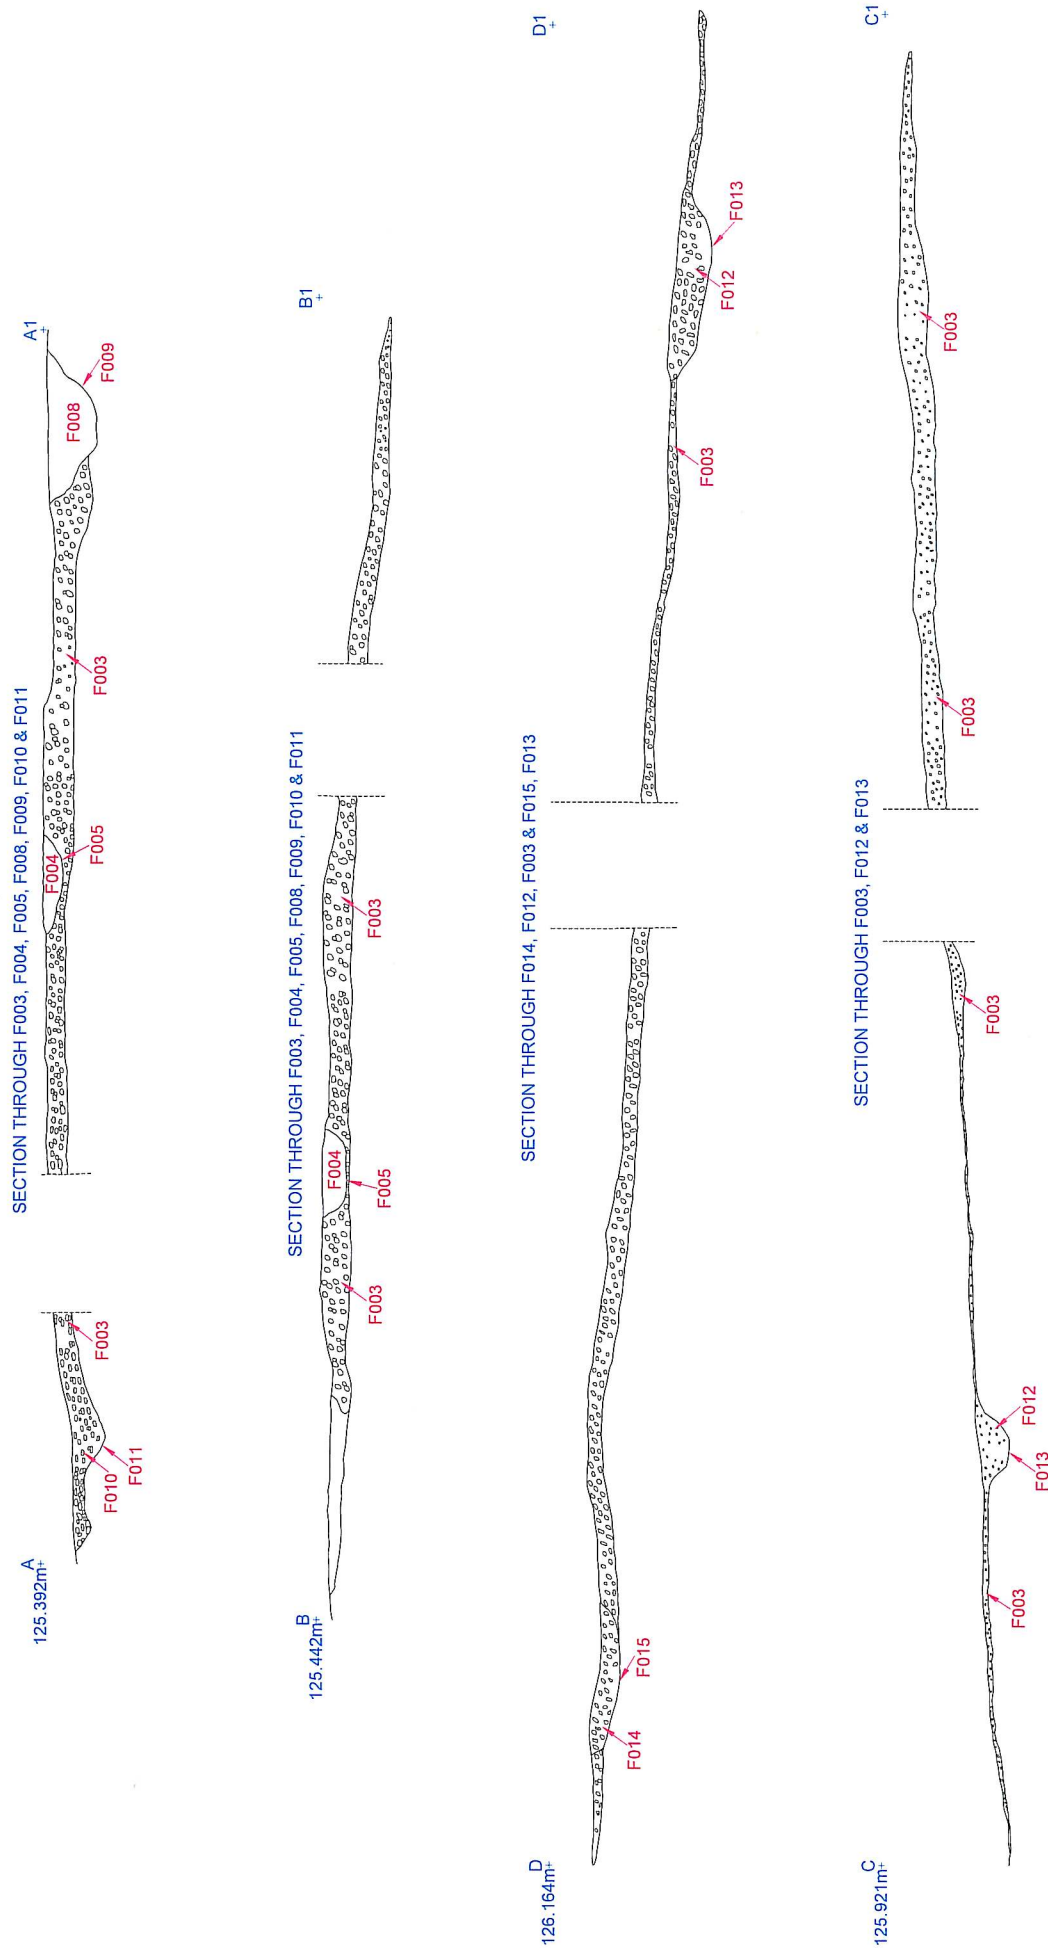 SECTION THROUGH F003, F004, F005, F008, F009, F010 & F011
A
125.392m+
A1
+
F003
F010
F011
F004
F005
F003
F008
F009
SECTION THROUGH F003, F004, F005, F008, F009, F010 & F011
B
125.442m+
B1
+
F003
F004
F005
F003
SECTION THROUGH F014, F012, F003 & F015, F013
D
126.164m+
D1
+
F014
F015
F003
F012
F013
SECTION THROUGH F003, F012 & F013
C
125.921m+
C1
+
F003
F013
F012
F003
F003
F003